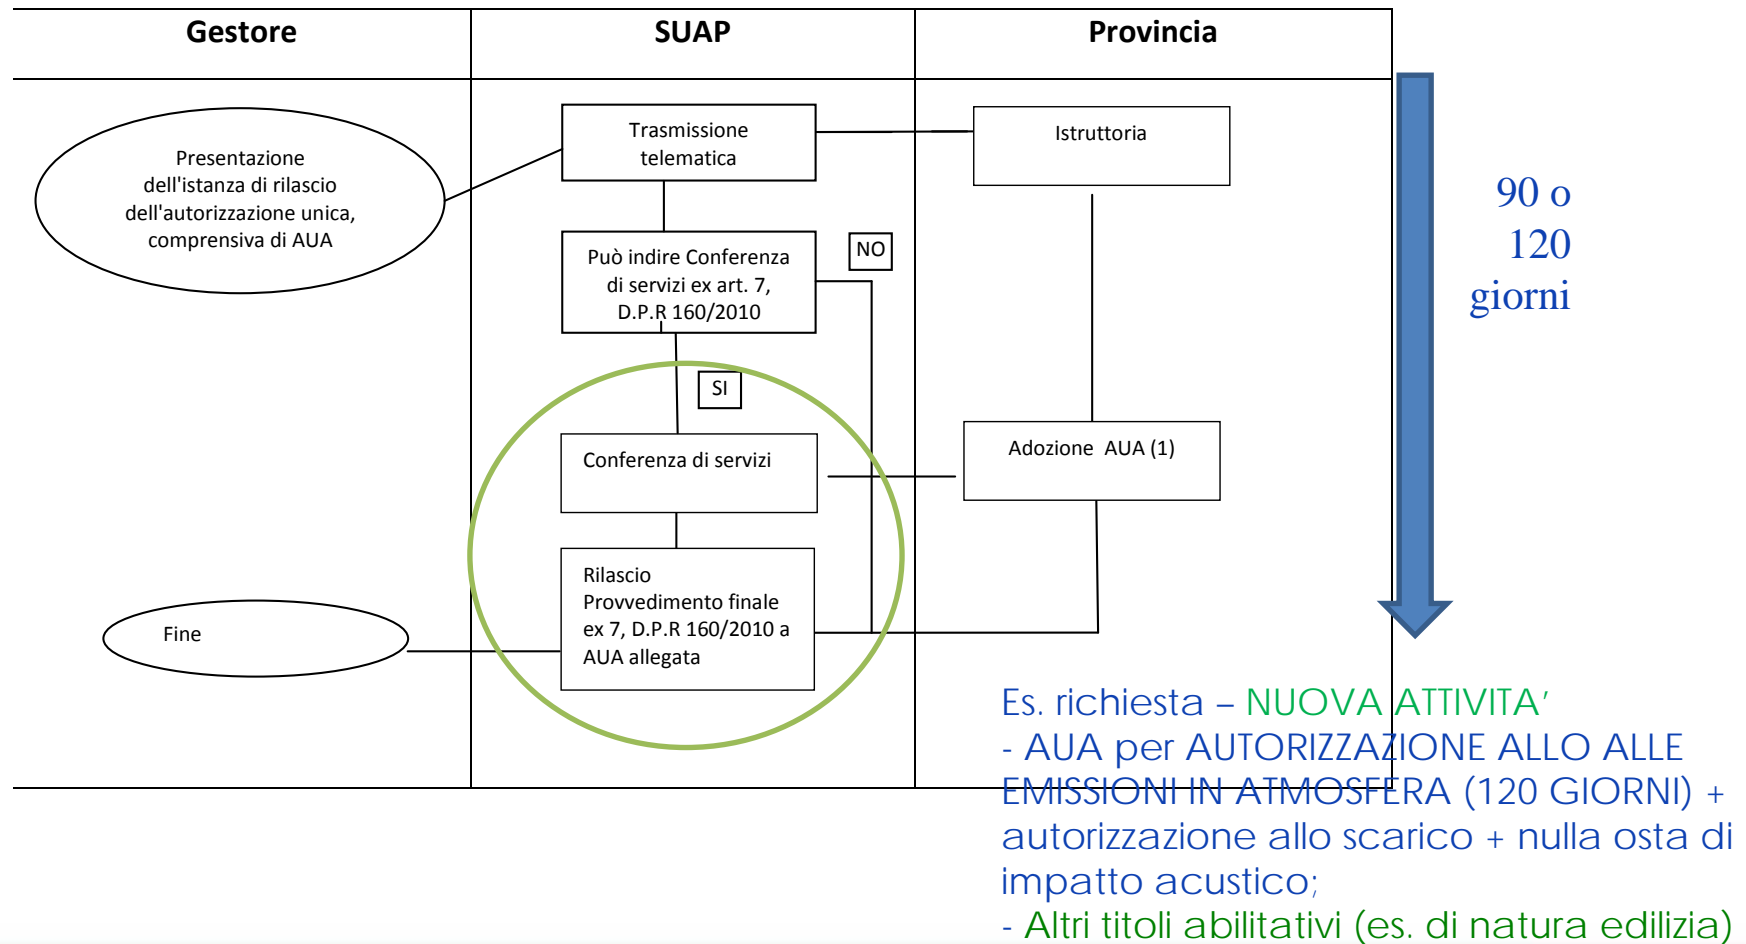 Gestore
SUAP
Provincia
Presentazione
dell'istanza di rilascio
dell'autorizzazione unica,
comprensiva di AUA
Trasmissione
telematica
Istruttoria
Può indire Conferenza
di servizi ex art. 7,
D.P.R 160/2010
NO
SI
90 o
120
giorni
Conferenza di servizi
Adozione AUA (1)
Rilascio
Provvedimento finale
ex 7, D.P.R 160/2010 a
AUA allegata
Fine
Es. richiesta – NUOVA ATTIVITA’
- AUA per AUTORIZZAZIONE ALLO ALLE
EMISSIONI IN ATMOSFERA (120 GIORNI) +
autorizzazione allo scarico + nulla osta di
impatto acustico;
- Altri titoli abilitativi (es. di natura edilizia)